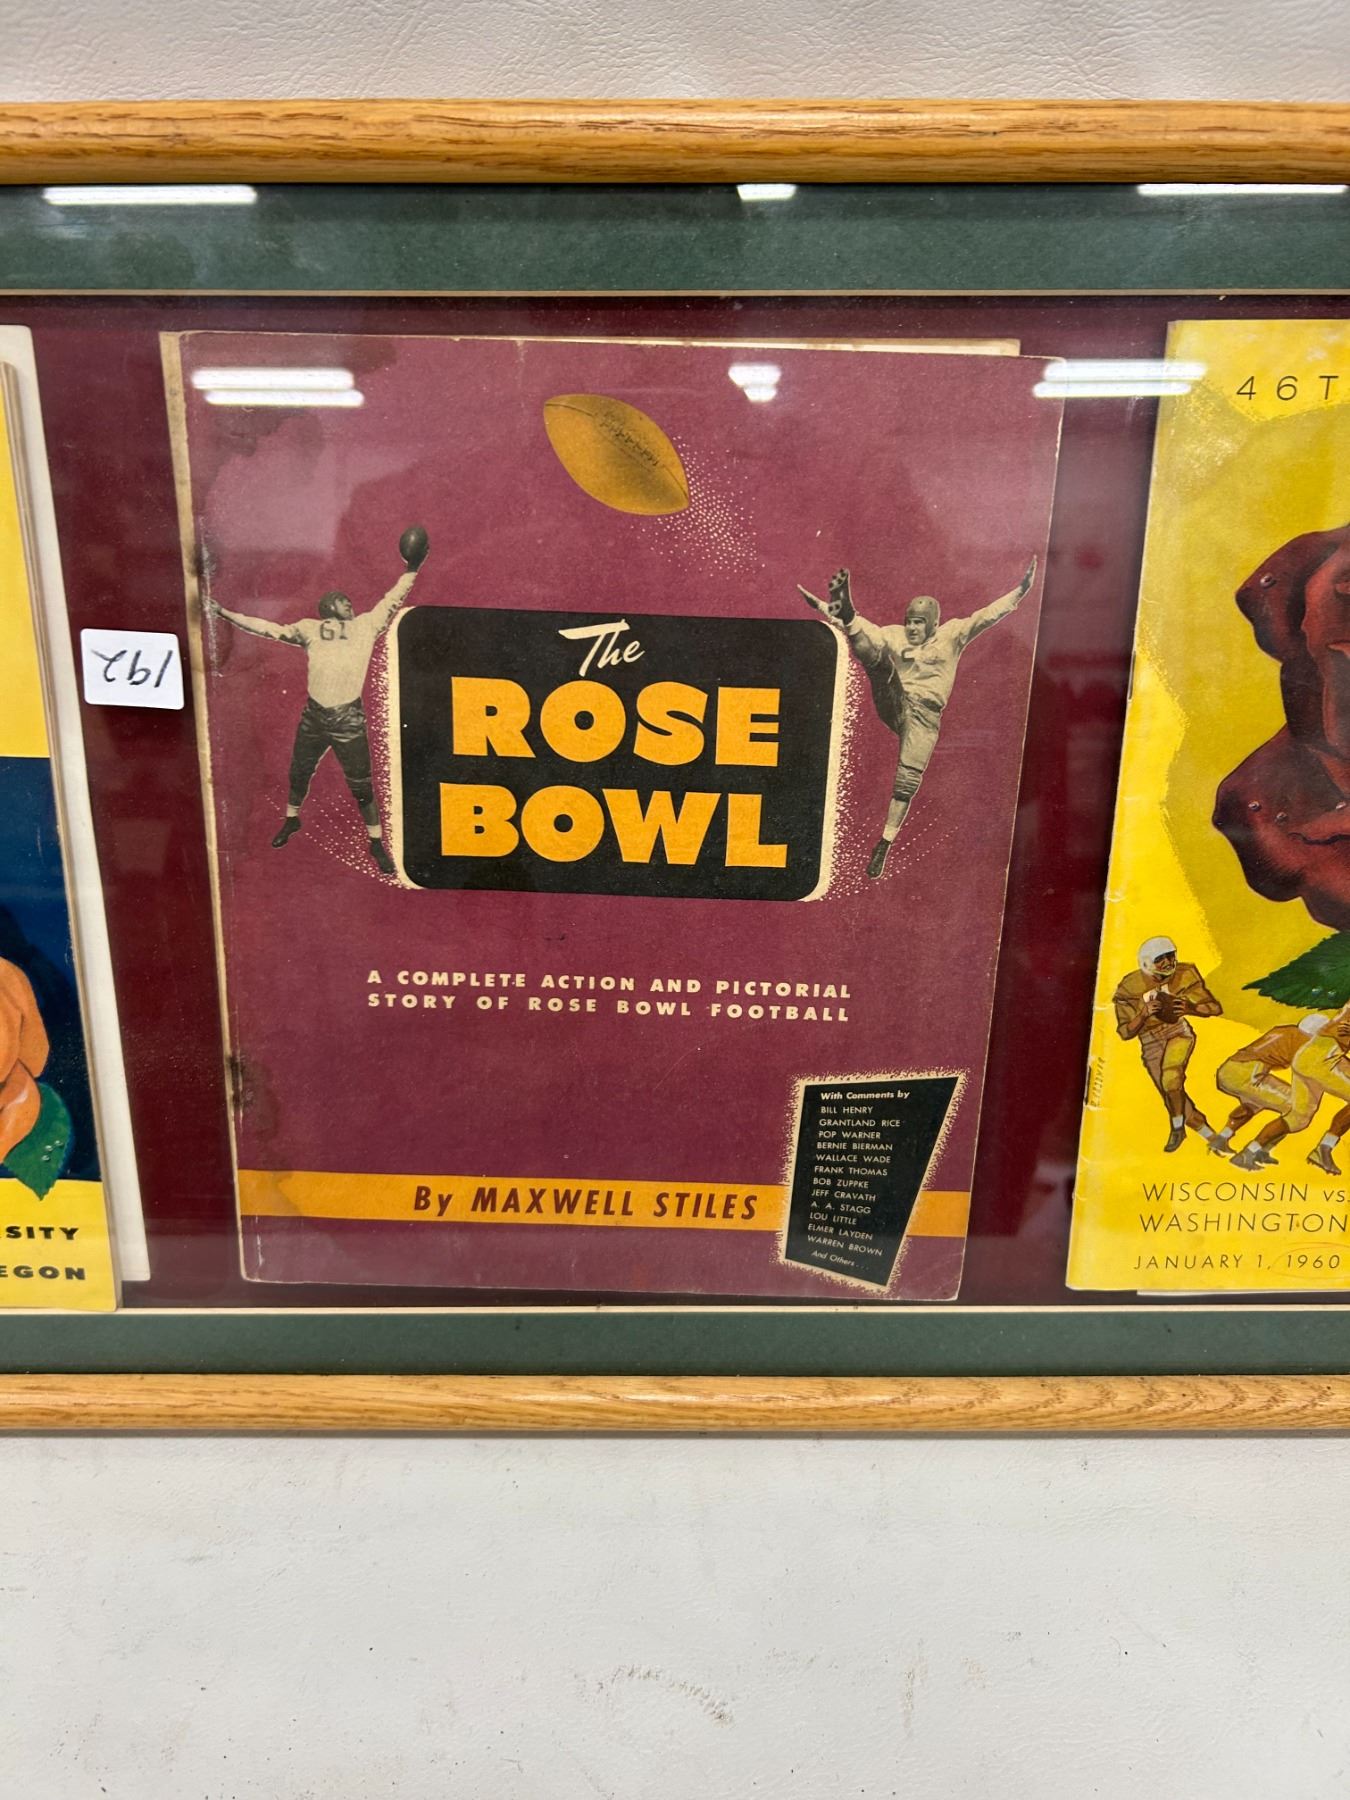 192
46T
The
ROSE
BOWL
61
A COMPLETE ACTION AND PICTORIAL
STORY OF ROSE BOWL FOOTBALL
With Comments by
BILL HENRY
GRANTLAND RICE
POP WARNER
BERNIE BIERMAN
WALLACE WADE
FRANK THOMAS
BOB ZUPPKE
JEFF CRAVATH
A. A. STAGG
LOU LITTLE
ELMER LAYDEN
WARREN BROWN
And Others...
By MAXWELL STILES
SITY
EGON
WISCONSIN VS.
WASHINGTON
JANUARY 1, 1960